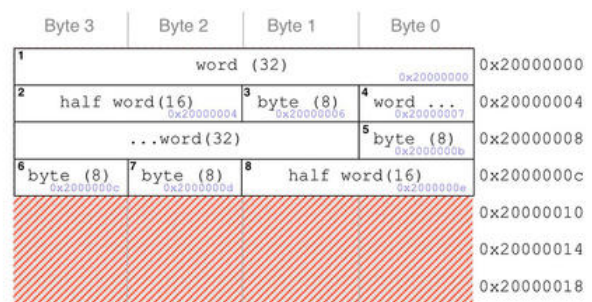 Byte 3 Byte 2 Byte 1 Byte 0
1 word (32) 0x20000000 0x20000000
2 half word(16) 0x20000004 3 byte (8) 0x20000006 4 word ... 0x20000007 0x20000004
...word(32) 5 byte (8) 0x2000000b 0x20000008
6 byte (8) 0x2000000c 7 byte (8) 0x2000000d 8 half word(16) 0x2000000e 0x2000000c
0x20000010
0x20000014
0x20000018